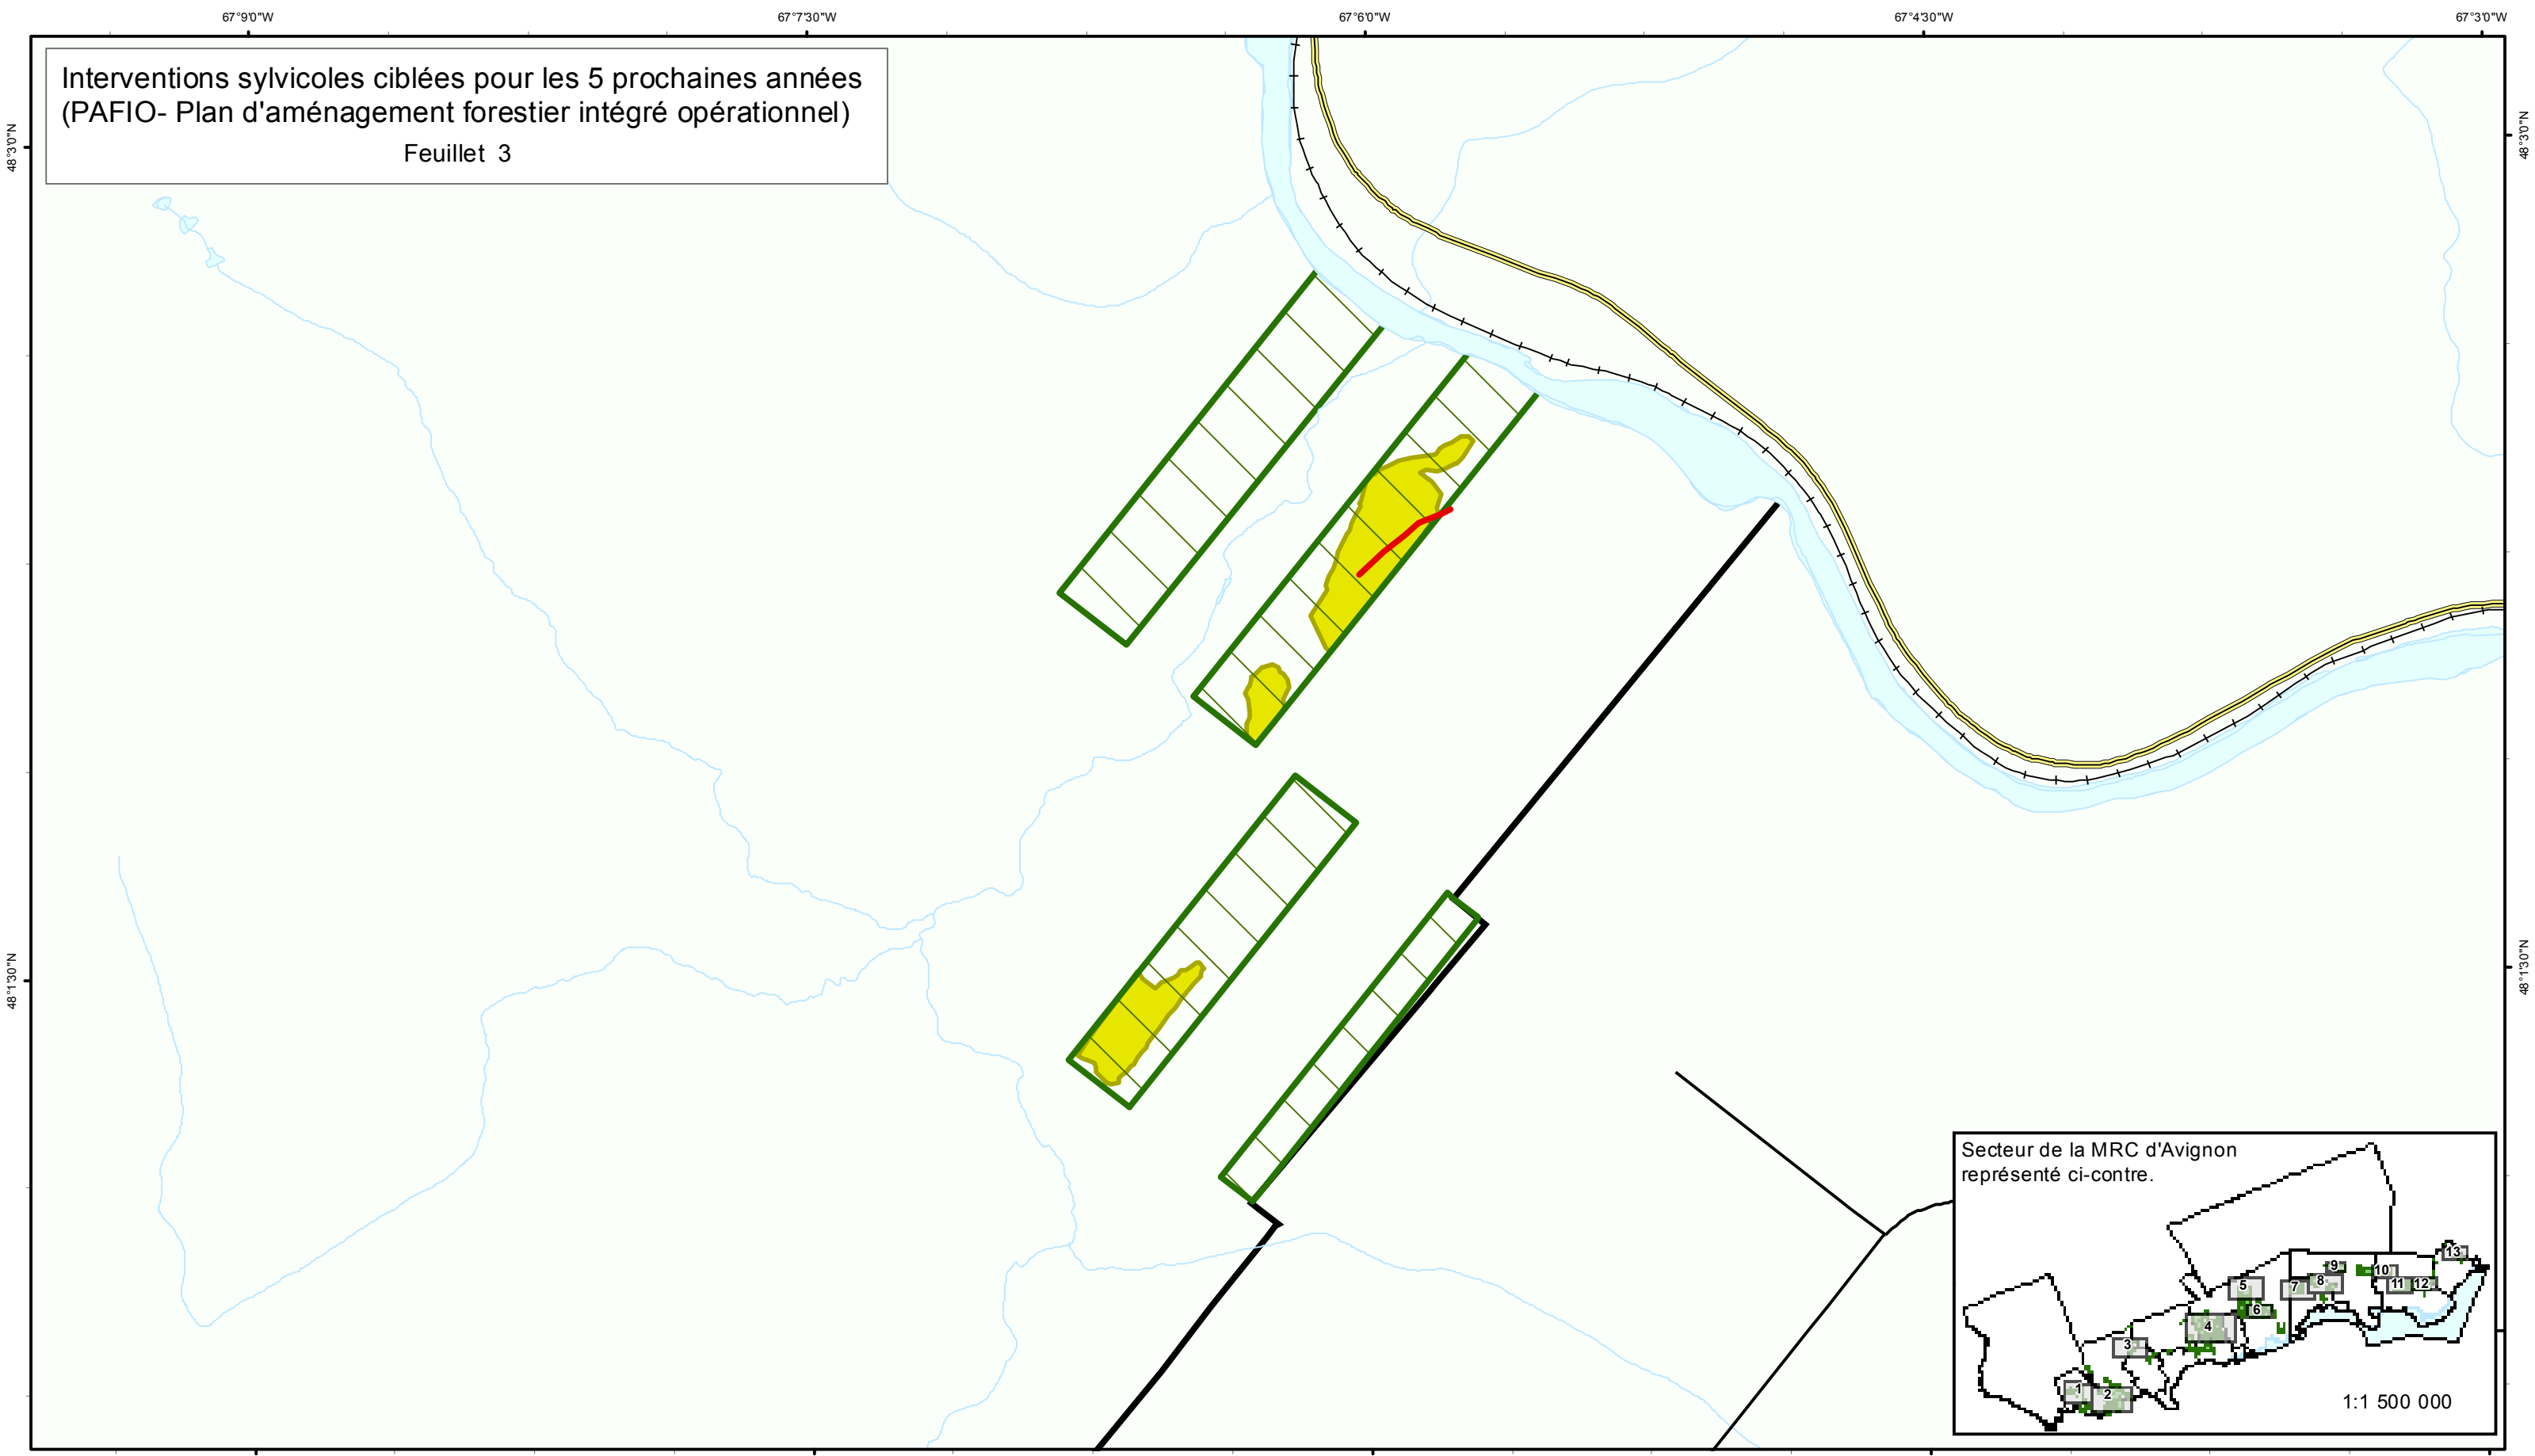 67°9'0"W
67°7'30"W
67°6'0"W
67°4'30"W
67°3'0"W
Interventions sylvicoles ciblées pour les 5 prochaines années
(PAFIO- Plan d'aménagement forestier intégré opérationnel)
Feuillet 3
48°3'0"N
48°3'0"N
48°1'30"N
48°1'30"N
Secteur de la MRC d'Avignon
représenté ci-contre.
13
9
10
5
7
8
11
12
6
4
3
1
2
1:1 500 000